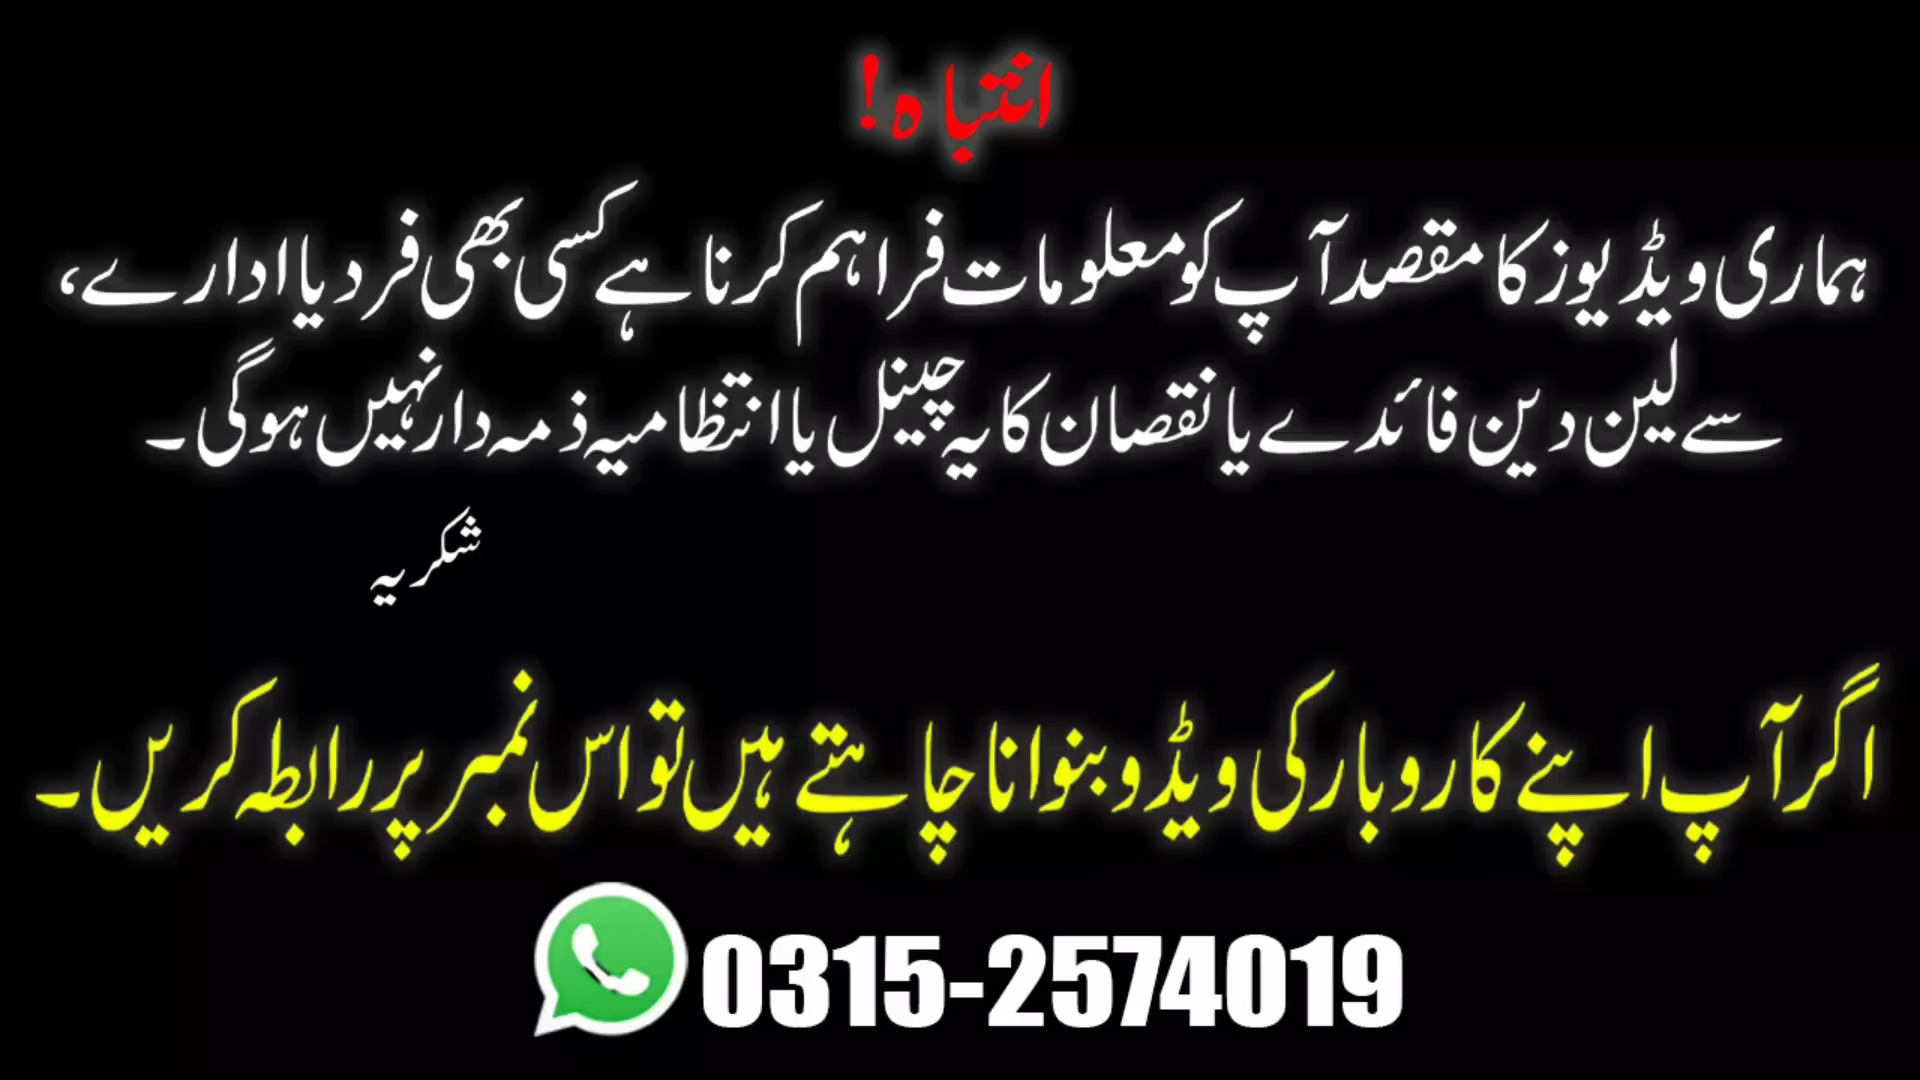 انتباہ!
ہماری ویڈیوز کا مقصد آپ کو معلومات فراہم کرنا ہے کسی بھی فرد یا ادارے،
سے لین دین فائدے یا نقصان کا یہ چینل یا انتظامیہ ذمہ دار نہیں ہوگی۔
شکریہ
اگر آپ اپنے کاروبار کی ویڈو بنوانا چاہتے ہیں تو اس نمبر پر رابطہ کریں۔
0315-2574019